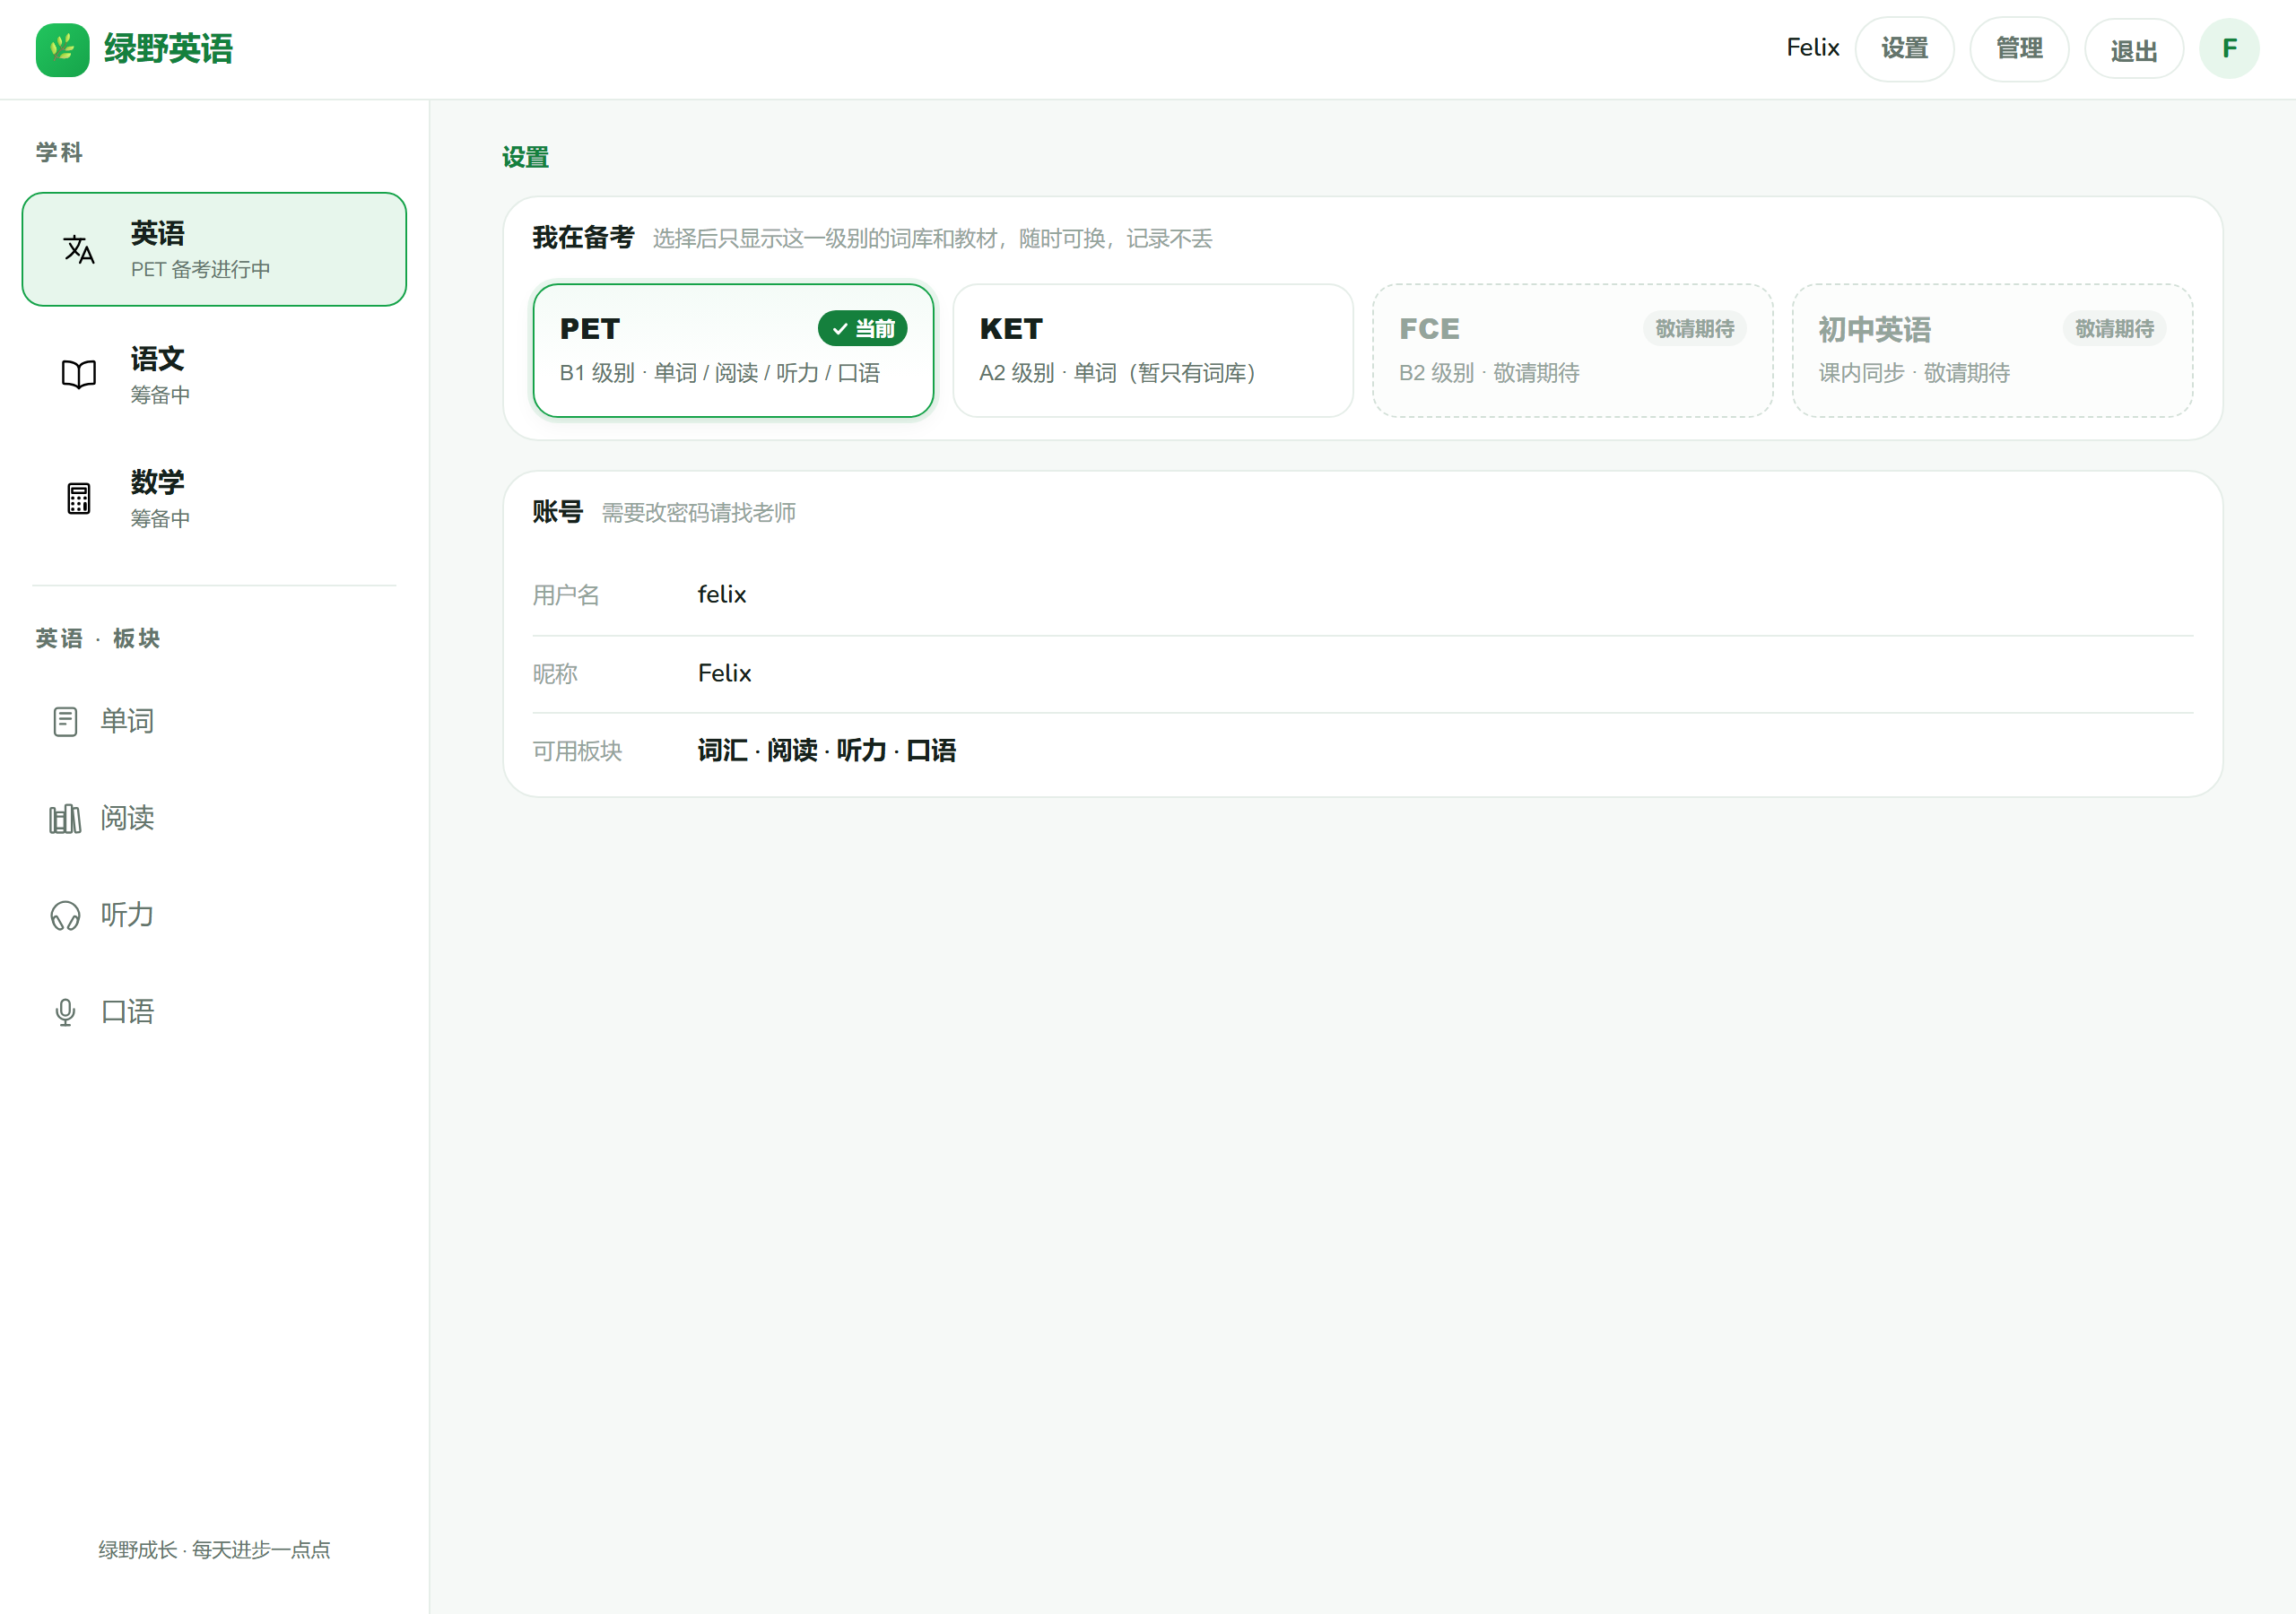 绿野英语
Felix 设置 管理 退出 F
学科
英语
PET 备考进行中
语文
筹备中
数学
筹备中
英语 · 板块
单词
阅读
听力
口语
绿野成长 · 每天进步一点点
设置
我在备考 选择后只显示这一级别的词库和教材，随时可换，记录不丢
PET 当前
B1 级别 · 单词 / 阅读 / 听力 / 口语
KET
A2 级别 · 单词（暂只有词库）
FCE 敬请期待
B2 级别 · 敬请期待
初中英语 敬请期待
课内同步 · 敬请期待
账号 需要改密码请找老师
用户名 felix
昵称 Felix
可用板块 词汇 · 阅读 · 听力 · 口语